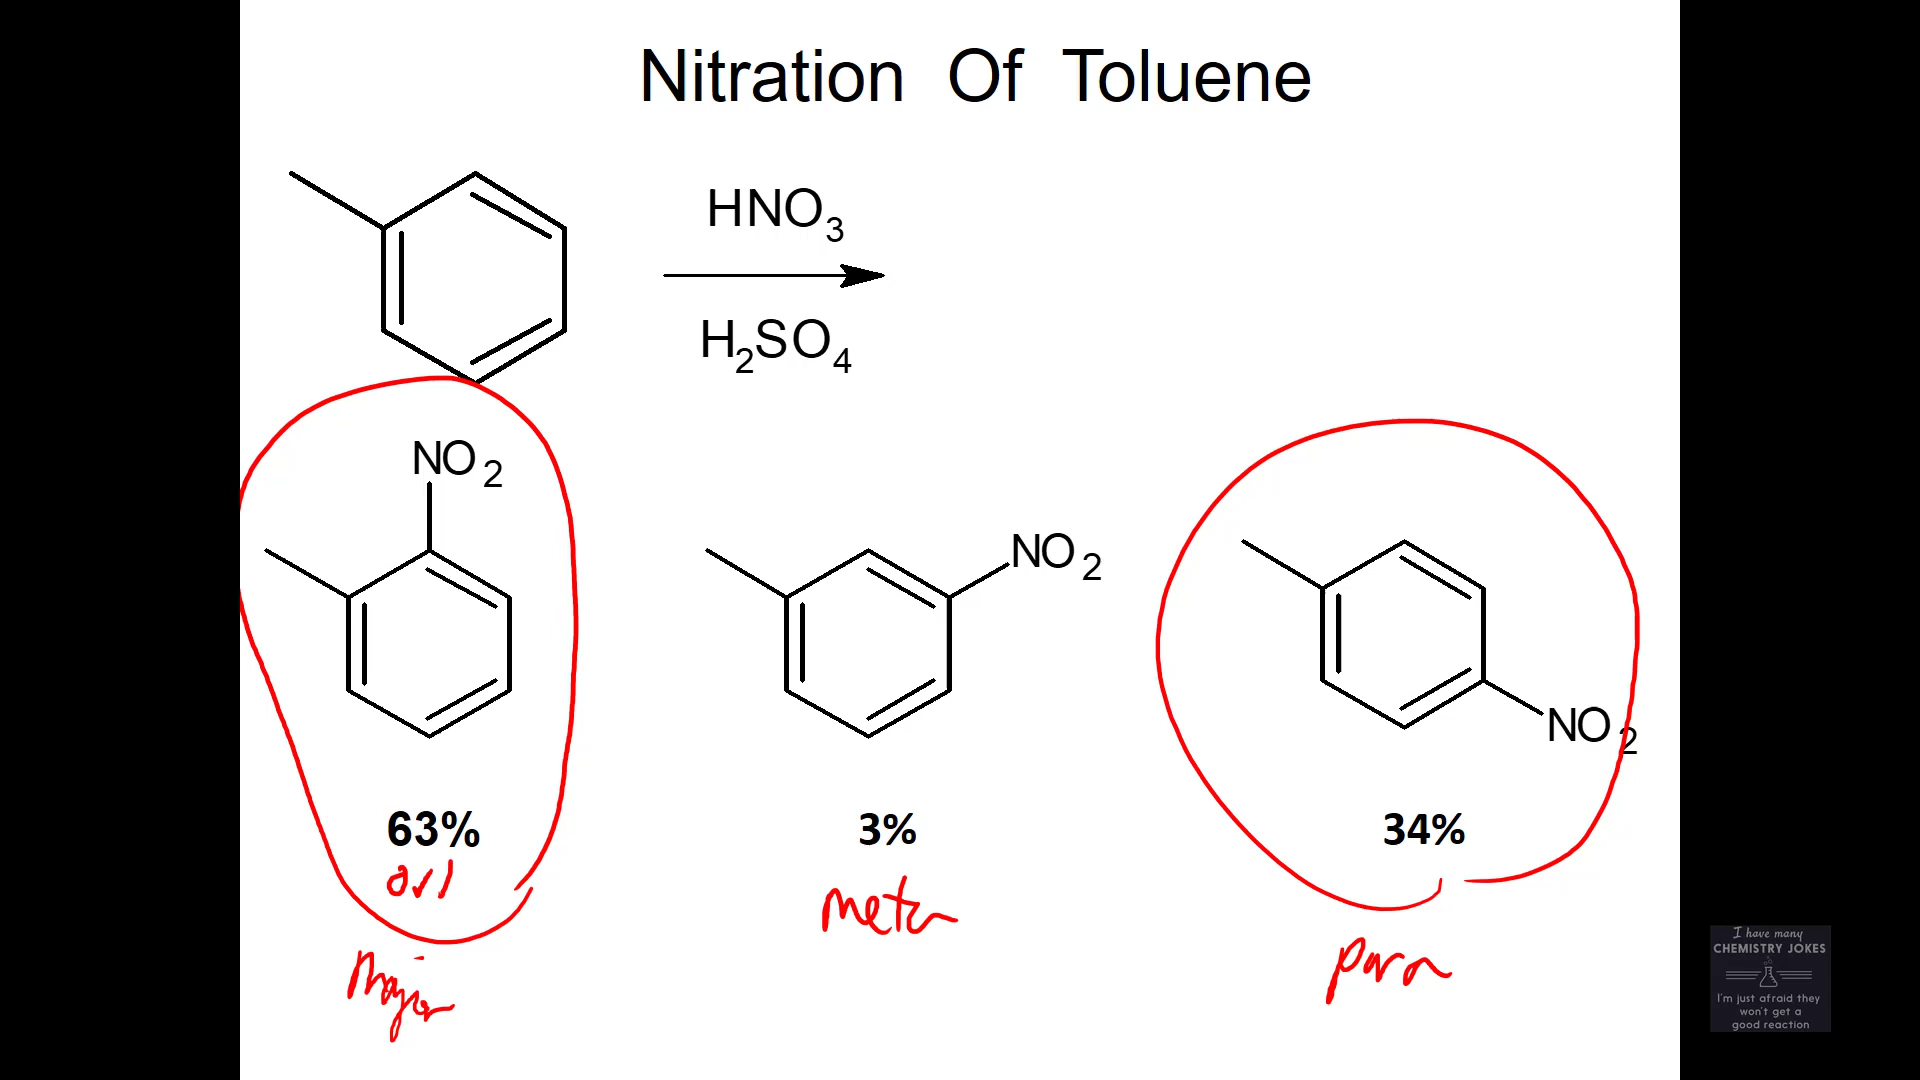 Nitration Of Toluene
HNO3
H2SO4
NO2
NO2
NO2
63%
3%
34%
meta
para
Major
I have many
CHEMISTRY JOKES
I'm just afraid they
won't get a
good reaction